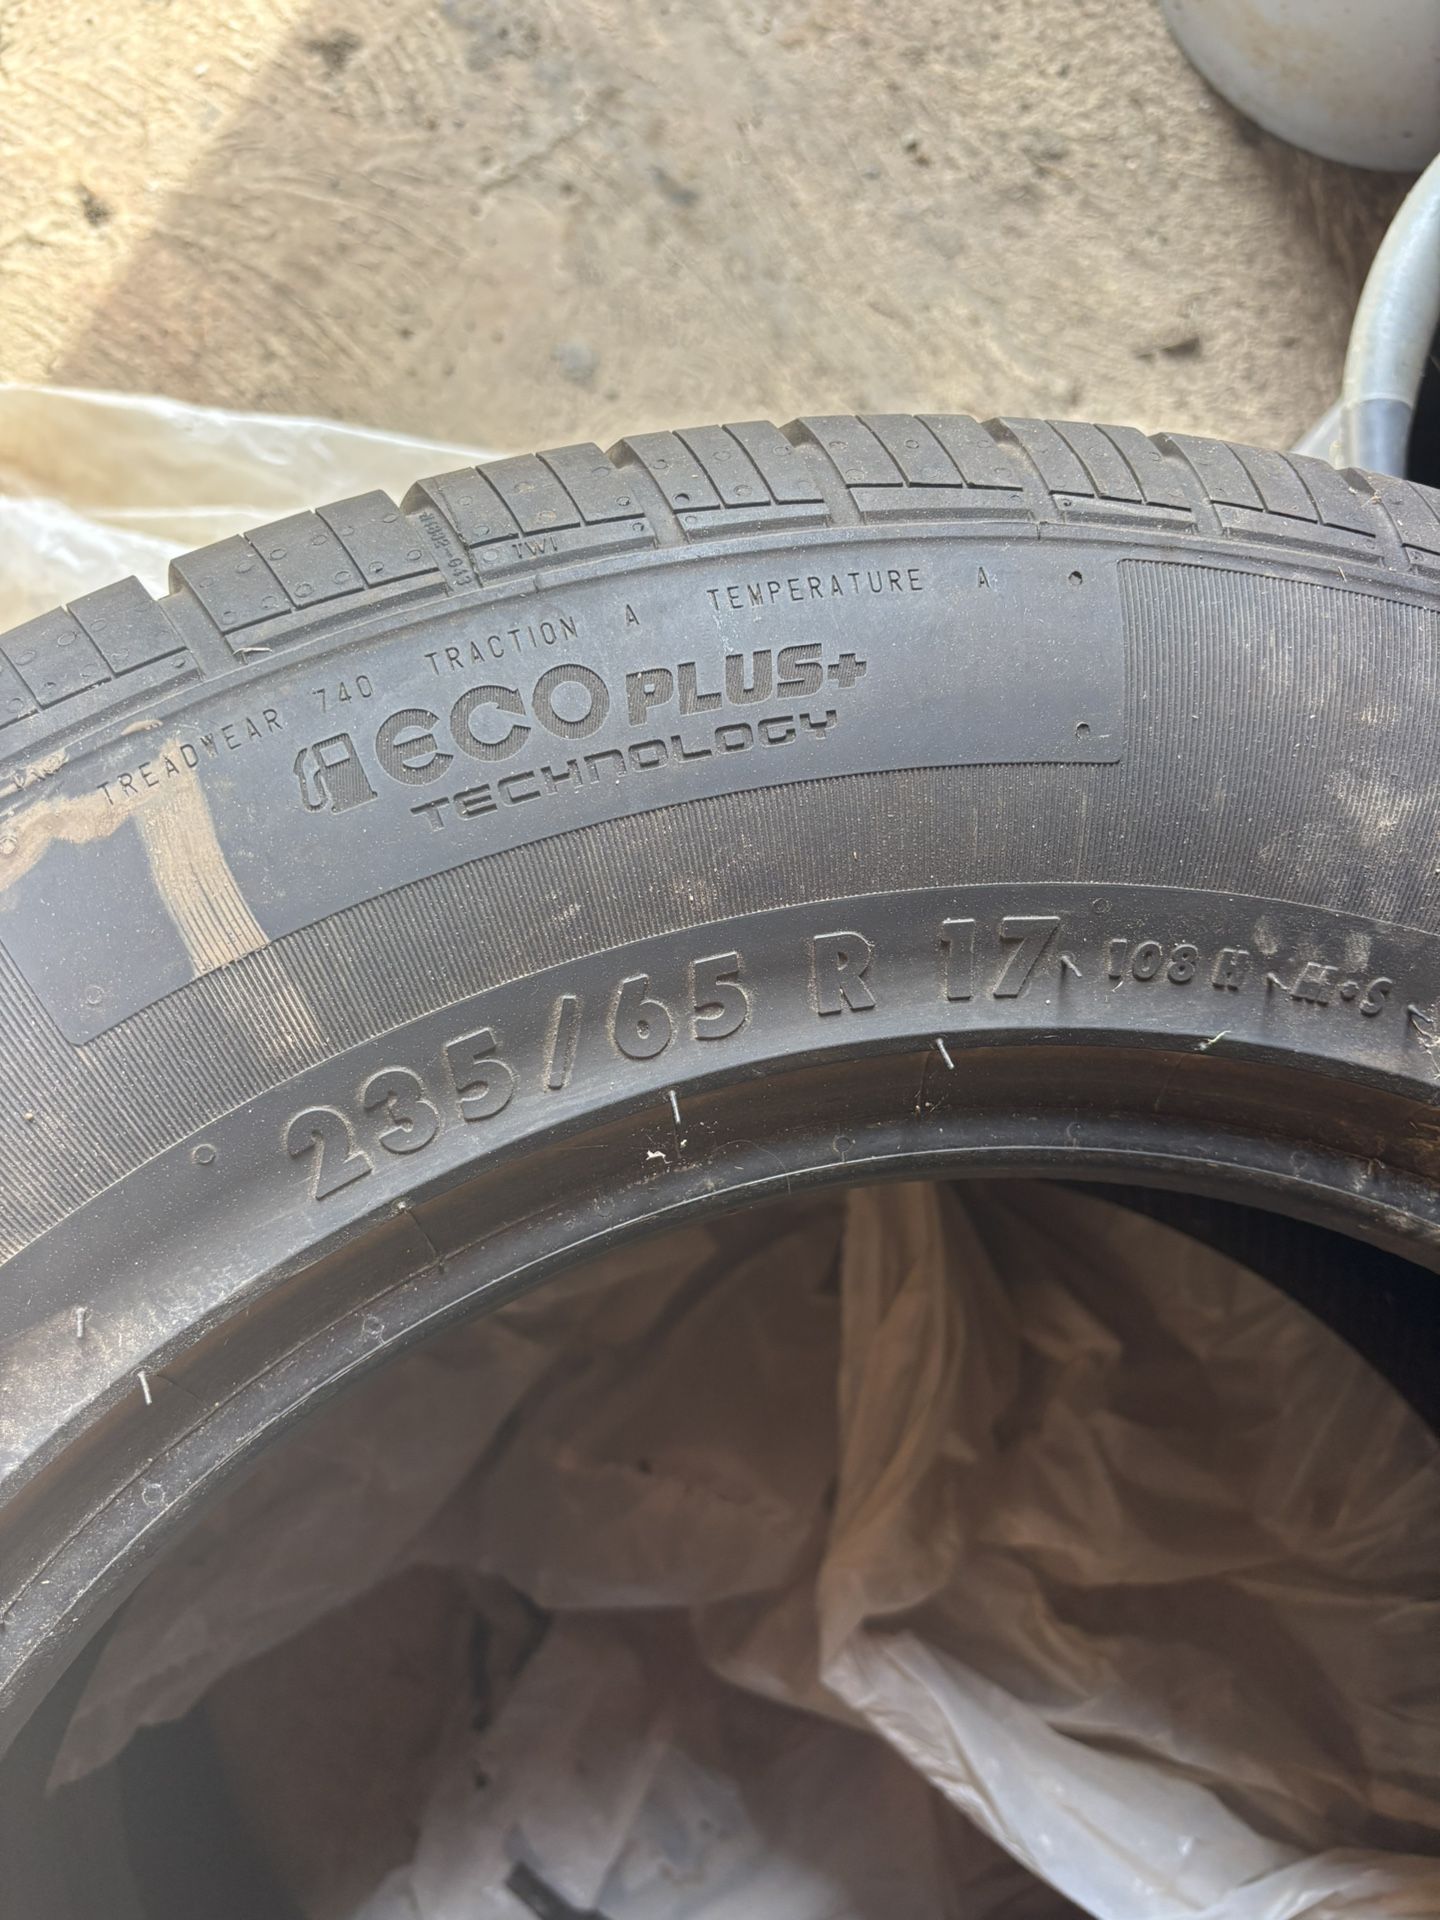 TWI
TREADWEAR 740 TRACTION A TEMPERATURE A
eco PLUS+
TECHNOLOGY
235/65 R 17 108 H M+S